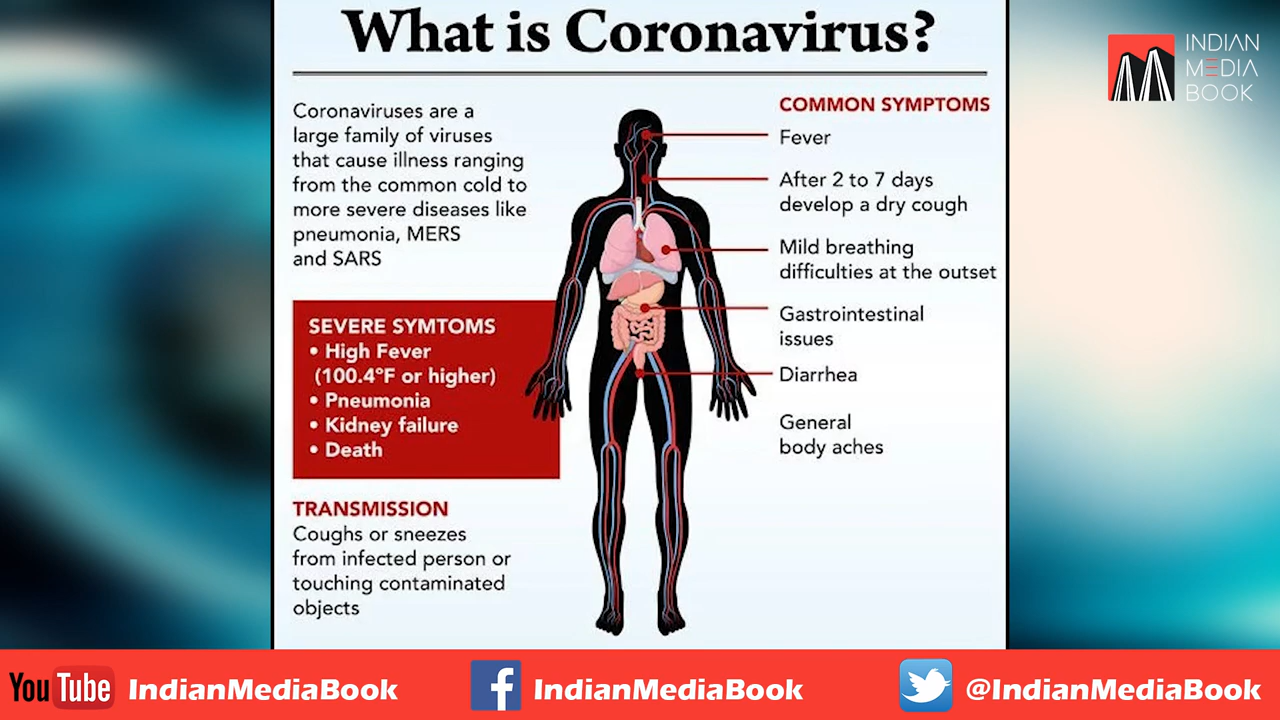 What is Coronavirus?
INDIAN
MEDIA
BOOK
Coronaviruses are a
large family of viruses
that cause illness ranging
from the common cold to
more severe diseases like
pneumonia, MERS
and SARS
SEVERE SYMTOMS
• High Fever
(100.4ºF or higher)
• Pneumonia
• Kidney failure
• Death
TRANSMISSION
Coughs or sneezes
from infected person or
touching contaminated
objects
COMMON SYMPTOMS
Fever
After 2 to 7 days
develop a dry cough
Mild breathing
difficulties at the outset
Gastrointestinal
issues
Diarrhea
General
body aches
YouTube IndianMediaBook
f IndianMediaBook
@IndianMediaBook